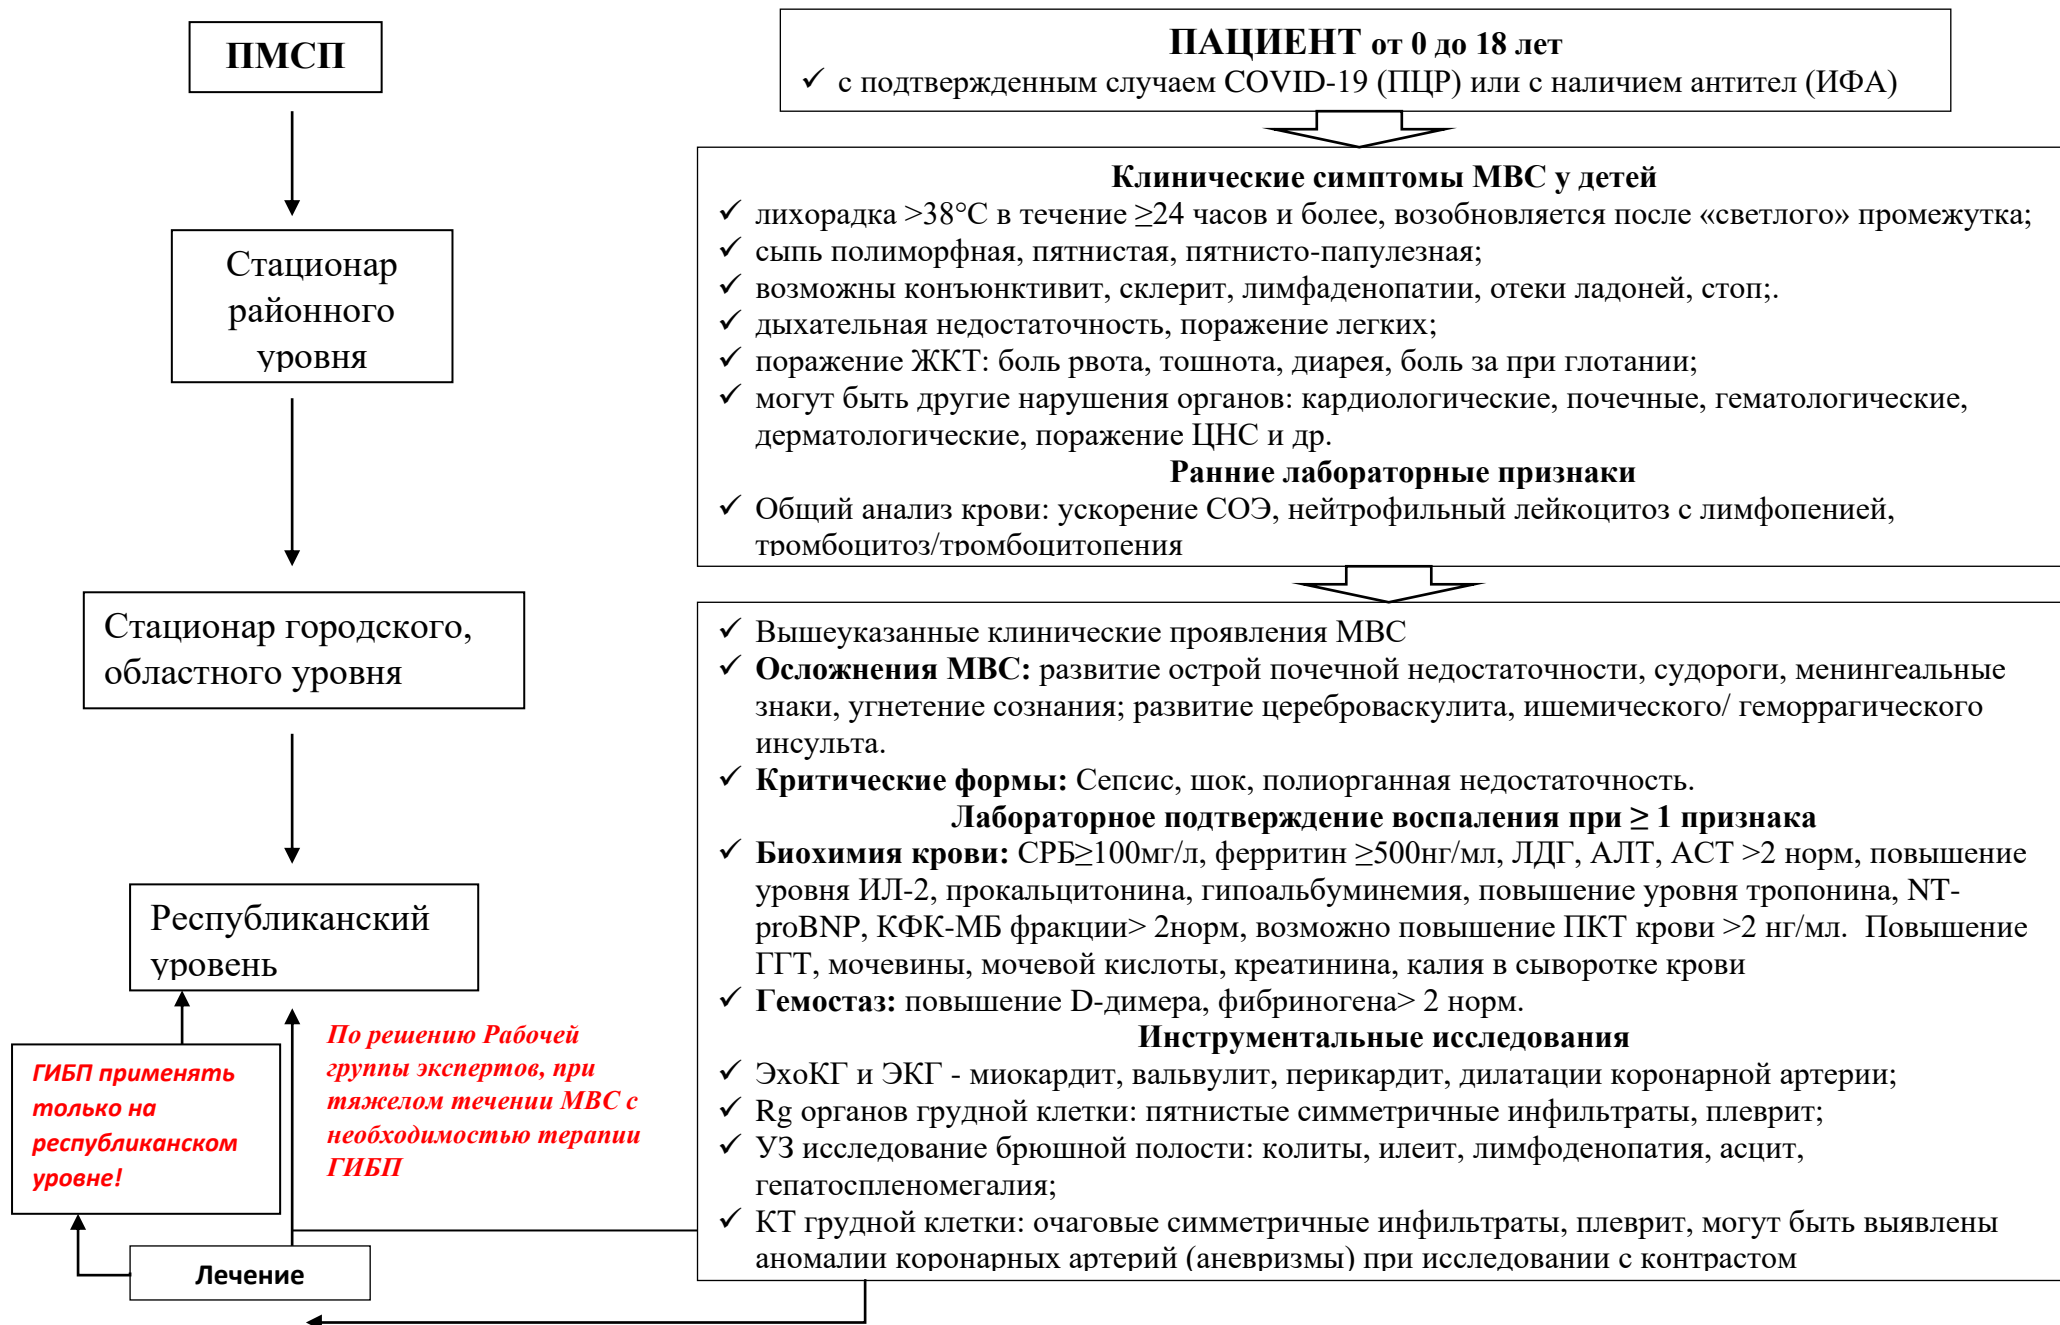 ПМСП
Стационар
районного
уровня
Стационар городского,
областного уровня
Республиканский
уровень
ГИБП применять
только на
республиканском
уровне!
По решению Рабочей
группы экспертов, при
тяжелом течении МВС с
необходимостью терапии
ГИБП
Лечение
ПАЦИЕНТ от 0 до 18 лет
✓ с подтвержденным случаем COVID-19 (ПЦР) или с наличием антител (ИФА)
Клинические симптомы МВС у детей
✓ лихорадка >38°С в течение ≥24 часов и более, возобновляется после «светлого» промежутка;
✓ сыпь полиморфная, пятнистая, пятнисто-папулезная;
✓ возможны конъюнктивит, склерит, лимфаденопатии, отеки ладоней, стоп;.
✓ дыхательная недостаточность, поражение легких;
✓ поражение ЖКТ: боль рвота, тошнота, диарея, боль за при глотании;
✓ могут быть другие нарушения органов: кардиологические, почечные, гематологические,
дерматологические, поражение ЦНС и др.
Ранние лабораторные признаки
✓ Общий анализ крови: ускорение СОЭ, нейтрофильный лейкоцитоз с лимфопенией,
тромбоцитоз/тромбоцитопения
✓ Вышеуказанные клинические проявления МВС
✓ Осложнения МВС: развитие острой почечной недостаточности, судороги, менингеальные
знаки, угнетение сознания; развитие цереброваскулита, ишемического/ геморрагического
инсульта.
✓ Критические формы: Сепсис, шок, полиорганная недостаточность.
Лабораторное подтверждение воспаления при ≥ 1 признака
✓ Биохимия крови: СРБ≥100мг/л, ферритин ≥500нг/мл, ЛДГ, АЛТ, АСТ >2 норм, повышение
уровня ИЛ-2, прокальцитонина, гипоальбуминемия, повышение уровня тропонина, NT-
proBNP, КФК-МБ фракции> 2норм, возможно повышение ПКТ крови >2 нг/мл. Повышение
ГГТ, мочевины, мочевой кислоты, креатинина, калия в сыворотке крови
✓ Гемостаз: повышение D-димера, фибриногена> 2 норм.
Инструментальные исследования
✓ ЭхоКГ и ЭКГ - миокардит, вальвулит, перикардит, дилатации коронарной артерии;
✓ Rg органов грудной клетки: пятнистые симметричные инфильтраты, плеврит;
✓ УЗ исследование брюшной полости: колиты, илеит, лимфоденопатия, асцит,
гепатоспленомегалия;
✓ КТ грудной клетки: очаговые симметричные инфильтраты, плеврит, могут быть выявлены
аномалии коронарных артерий (аневризмы) при исследовании с контрастом